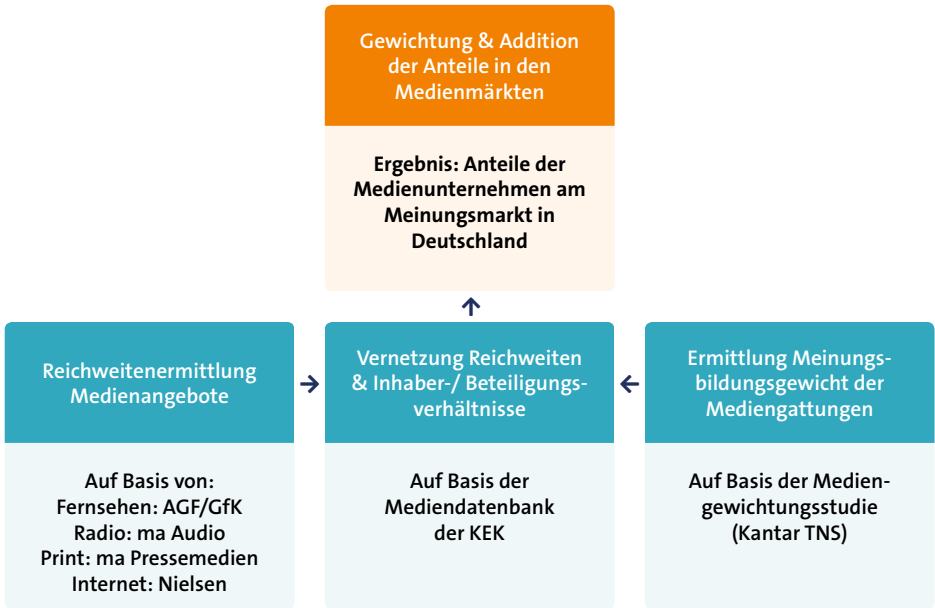 Gewichtung & Addition
der Anteile in den
Medienmärkten
Ergebnis: Anteile der
Medienunternehmen am
Meinungsmarkt in
Deutschland
Reichweitenermittlung
Medienangebote
Auf Basis von:
Fernsehen: AGF/GfK
Radio: ma Audio
Print: ma Pressemedien
Internet: Nielsen
Vernetzung Reichweiten
& Inhaber-/ Beteiligungs-
verhältnisse
Auf Basis der
Mediendatenbank
der KEK
Ermittlung Meinungs-
bildungsgewicht der
Mediengattungen
Auf Basis der Medien-
gewichtungsstudie
(Kantar TNS)